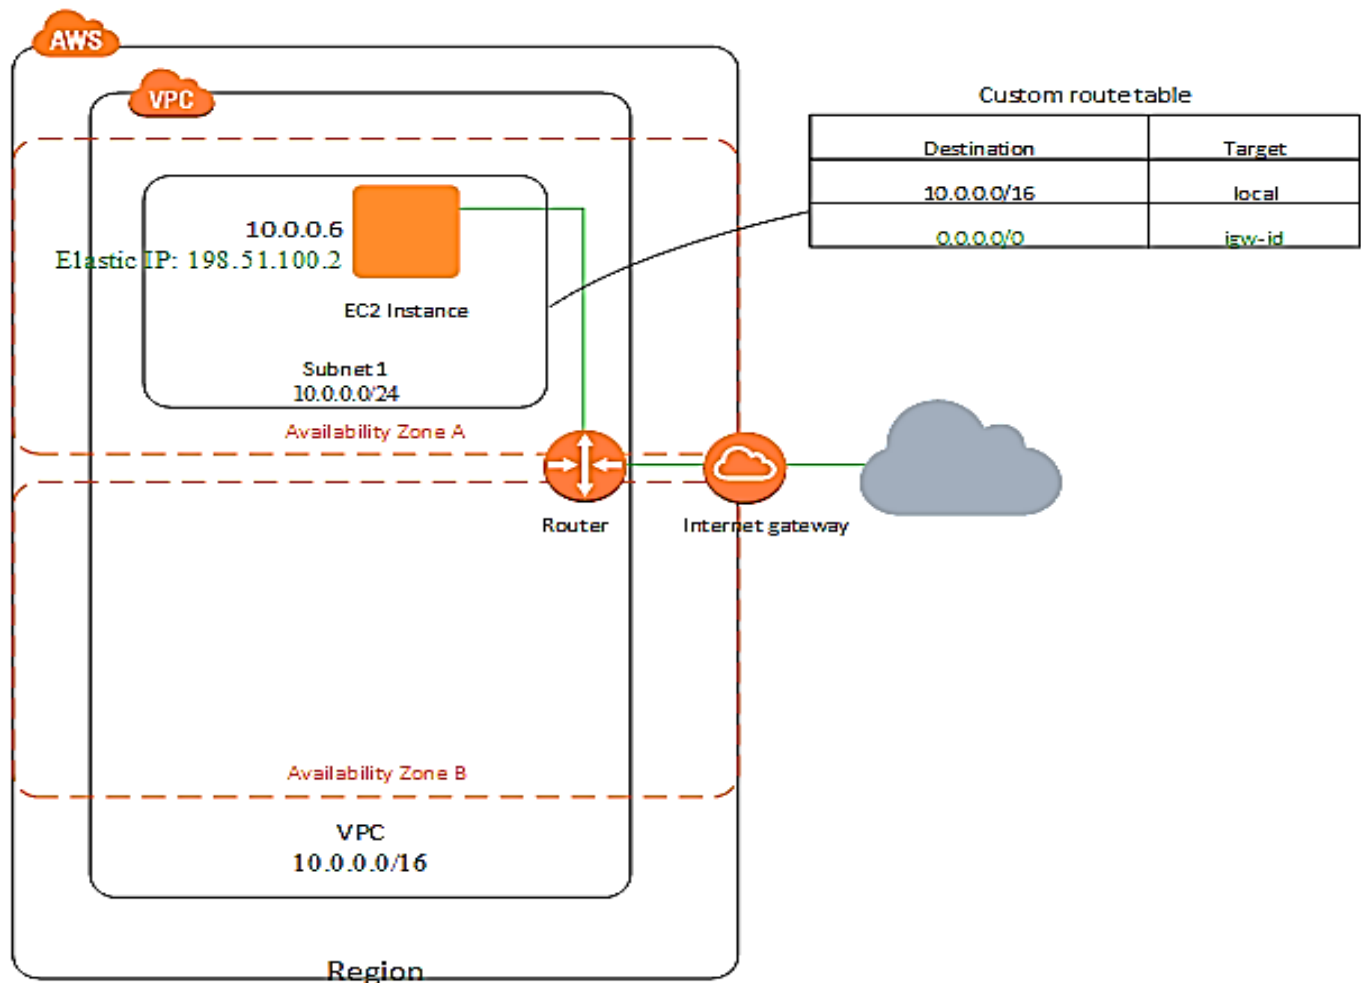 AWS
VPC
Custom route table
Destination Target
10.0.0.0/16 local
0.0.0.0/0 igw-id
10.0.0.6
Elastic IP: 198.51.100.2
EC2 Instance
Subnet 1
10.0.0.0/24
Availability Zone A
Router
Internet gateway
Availability Zone B
VPC
10.0.0.0/16
Region